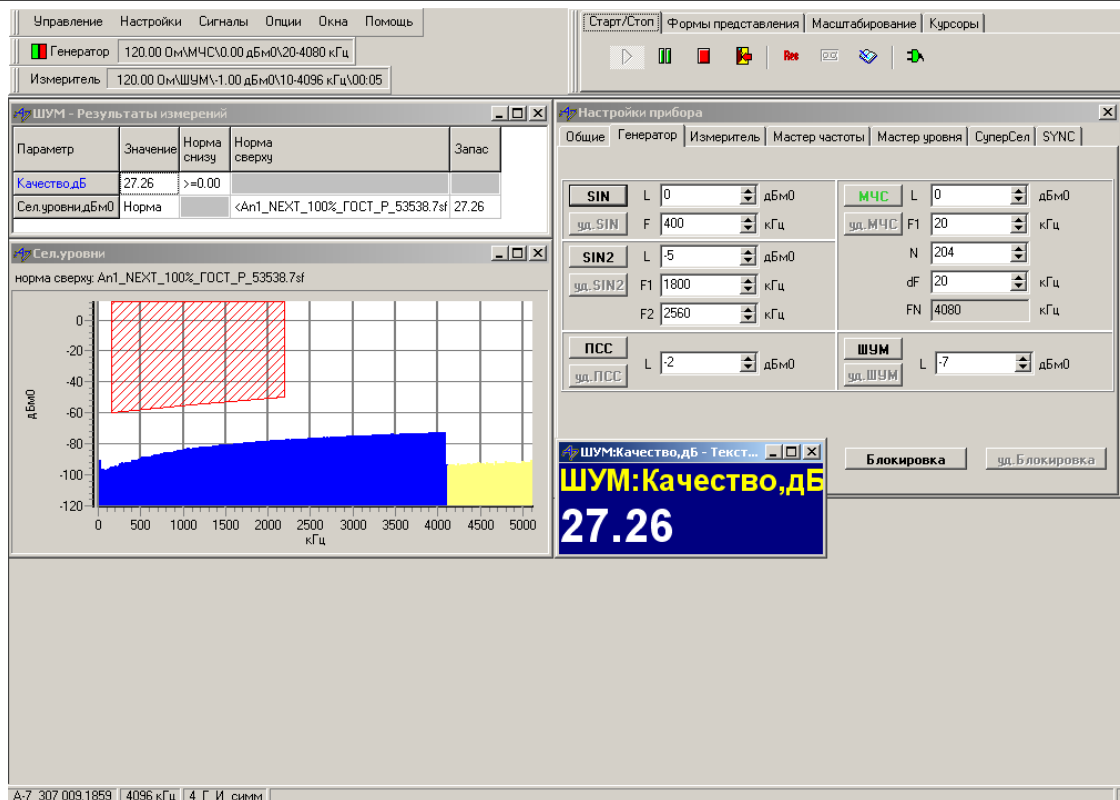 Управление Настройки Сигналы Опции Окна Помощь
Генератор 120.00 Ом\МЧС\0.00 дБм0\20-4080 кГц
Измеритель 120.00 Ом\ШУМ\-1.00 дБм0\10-4096 кГц\00:05
Старт/Стоп Формы представления Масштабирование Курсоры
Res
ШУМ - Результаты измерений
Параметр Значение Норма снизу Норма сверху Запас
Качество,дБ 27.26 >=0.00
Сел.уровни,дБм0 Норма <An1_NEXT_100%_ГОСТ_Р_53538.7sf 27.26
Сел.уровни
норма сверху: An1_NEXT_100%_ГОСТ_Р_53538.7sf
0
-20
-40
-60
-80
-100
-120
дБм0
0 500 1000 1500 2000 2500 3000 3500 4000 4500 5000
кГц
Настройки прибора
Общие Генератор Измеритель Мастер частоты Мастер уровня СуперСел SYNC
SIN L 0 дБм0 МЧС L 0 дБм0
уд.SIN F 400 кГц уд.МЧС F1 20 кГц
SIN2 L -5 дБм0 N 204
уд.SIN2 F1 1800 кГц dF 20 кГц
F2 2560 кГц FN 4080 кГц
ПСС L -2 дБм0 ШУМ L -7 дБм0
уд.ПСС уд.ШУМ
Блокировка уд.Блокировка
ШУМ:Качество,дБ - Текст...
ШУМ:Качество,дБ
27.26
А-7 307 009.1859 4096 кГц 4 Г И симм